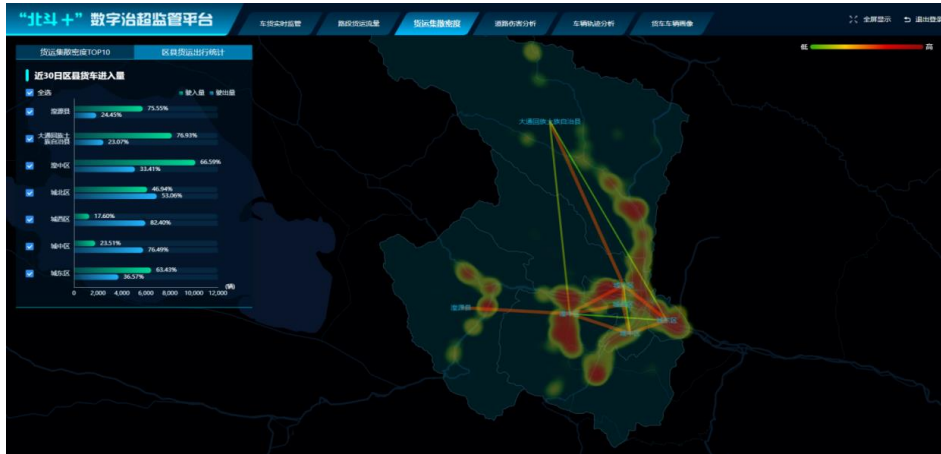 “北斗+”数字治超监管平台
车货实时监管
路段货运流量
货运集散密度
道路伤害分析
车辆轨迹分析
货车车辆画像
全屏显示
退出登录
货运集散密度TOP10
区县货运出行统计
低
高
近30日区县货车进入量
全选
驶入量
驶出量
湟源县
75.55%
24.45%
大通回族土
族自治县
76.93%
23.07%
湟中区
66.59%
33.41%
城北区
46.94%
53.06%
城西区
17.60%
82.40%
城中区
23.51%
76.49%
城东区
63.43%
36.57%
(辆)
0 2,000 4,000 6,000 8,000 10,000 12,000
大通回族土族自治县
湟源县